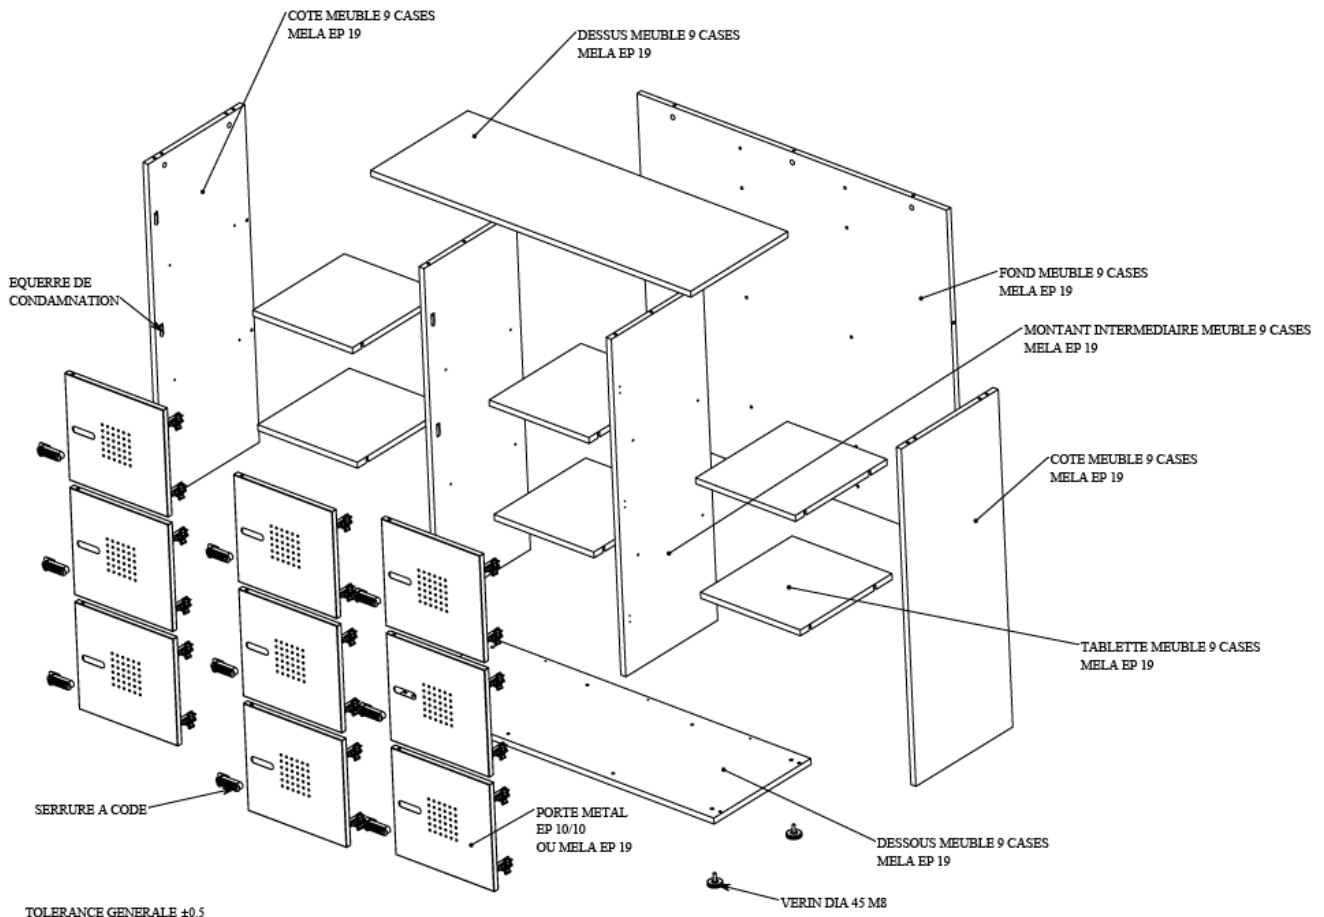 COTE MEUBLE 9 CASES
MELA EP 19
DESSUS MEUBLE 9 CASES
MELA EP 19
EQUERRE DE
CONDAMNATION
FOND MEUBLE 9 CASES
MELA EP 19
MONTANT INTERMEDIAIRE MEUBLE 9 CASES
MELA EP 19
COTE MEUBLE 9 CASES
MELA EP 19
TABLETTE MEUBLE 9 CASES
MELA EP 19
SERRURE A CODE
PORTE METAL
EP 10/10
OU MELA EP 19
DESSOUS MEUBLE 9 CASES
MELA EP 19
VERIN DIA 45 M8
TOLERANCE GENERALE ±0.5